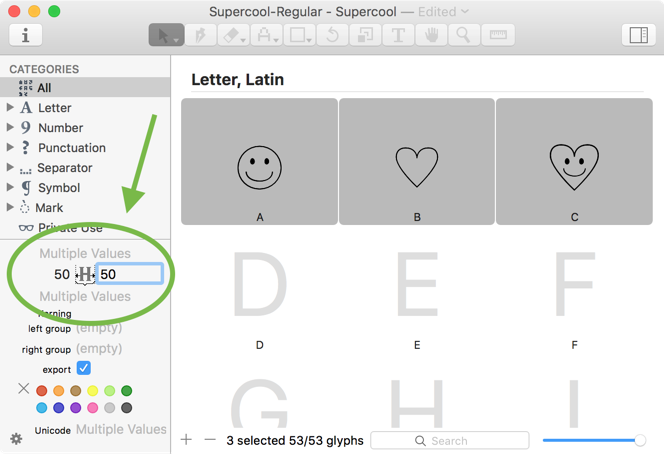 Supercool-Regular - Supercool — Edited
T
CATEGORIES
All
A Letter
9 Number
? Punctuation
Separator
¶ Symbol
Mark
Private Use
Multiple Values
50 H 50
Multiple Values
Kerning
left group (empty)
right group (empty)
export
Unicode Multiple Values
Letter, Latin
A B C
D E F
D E F
G H I
3 selected 53/53 glyphs
Search